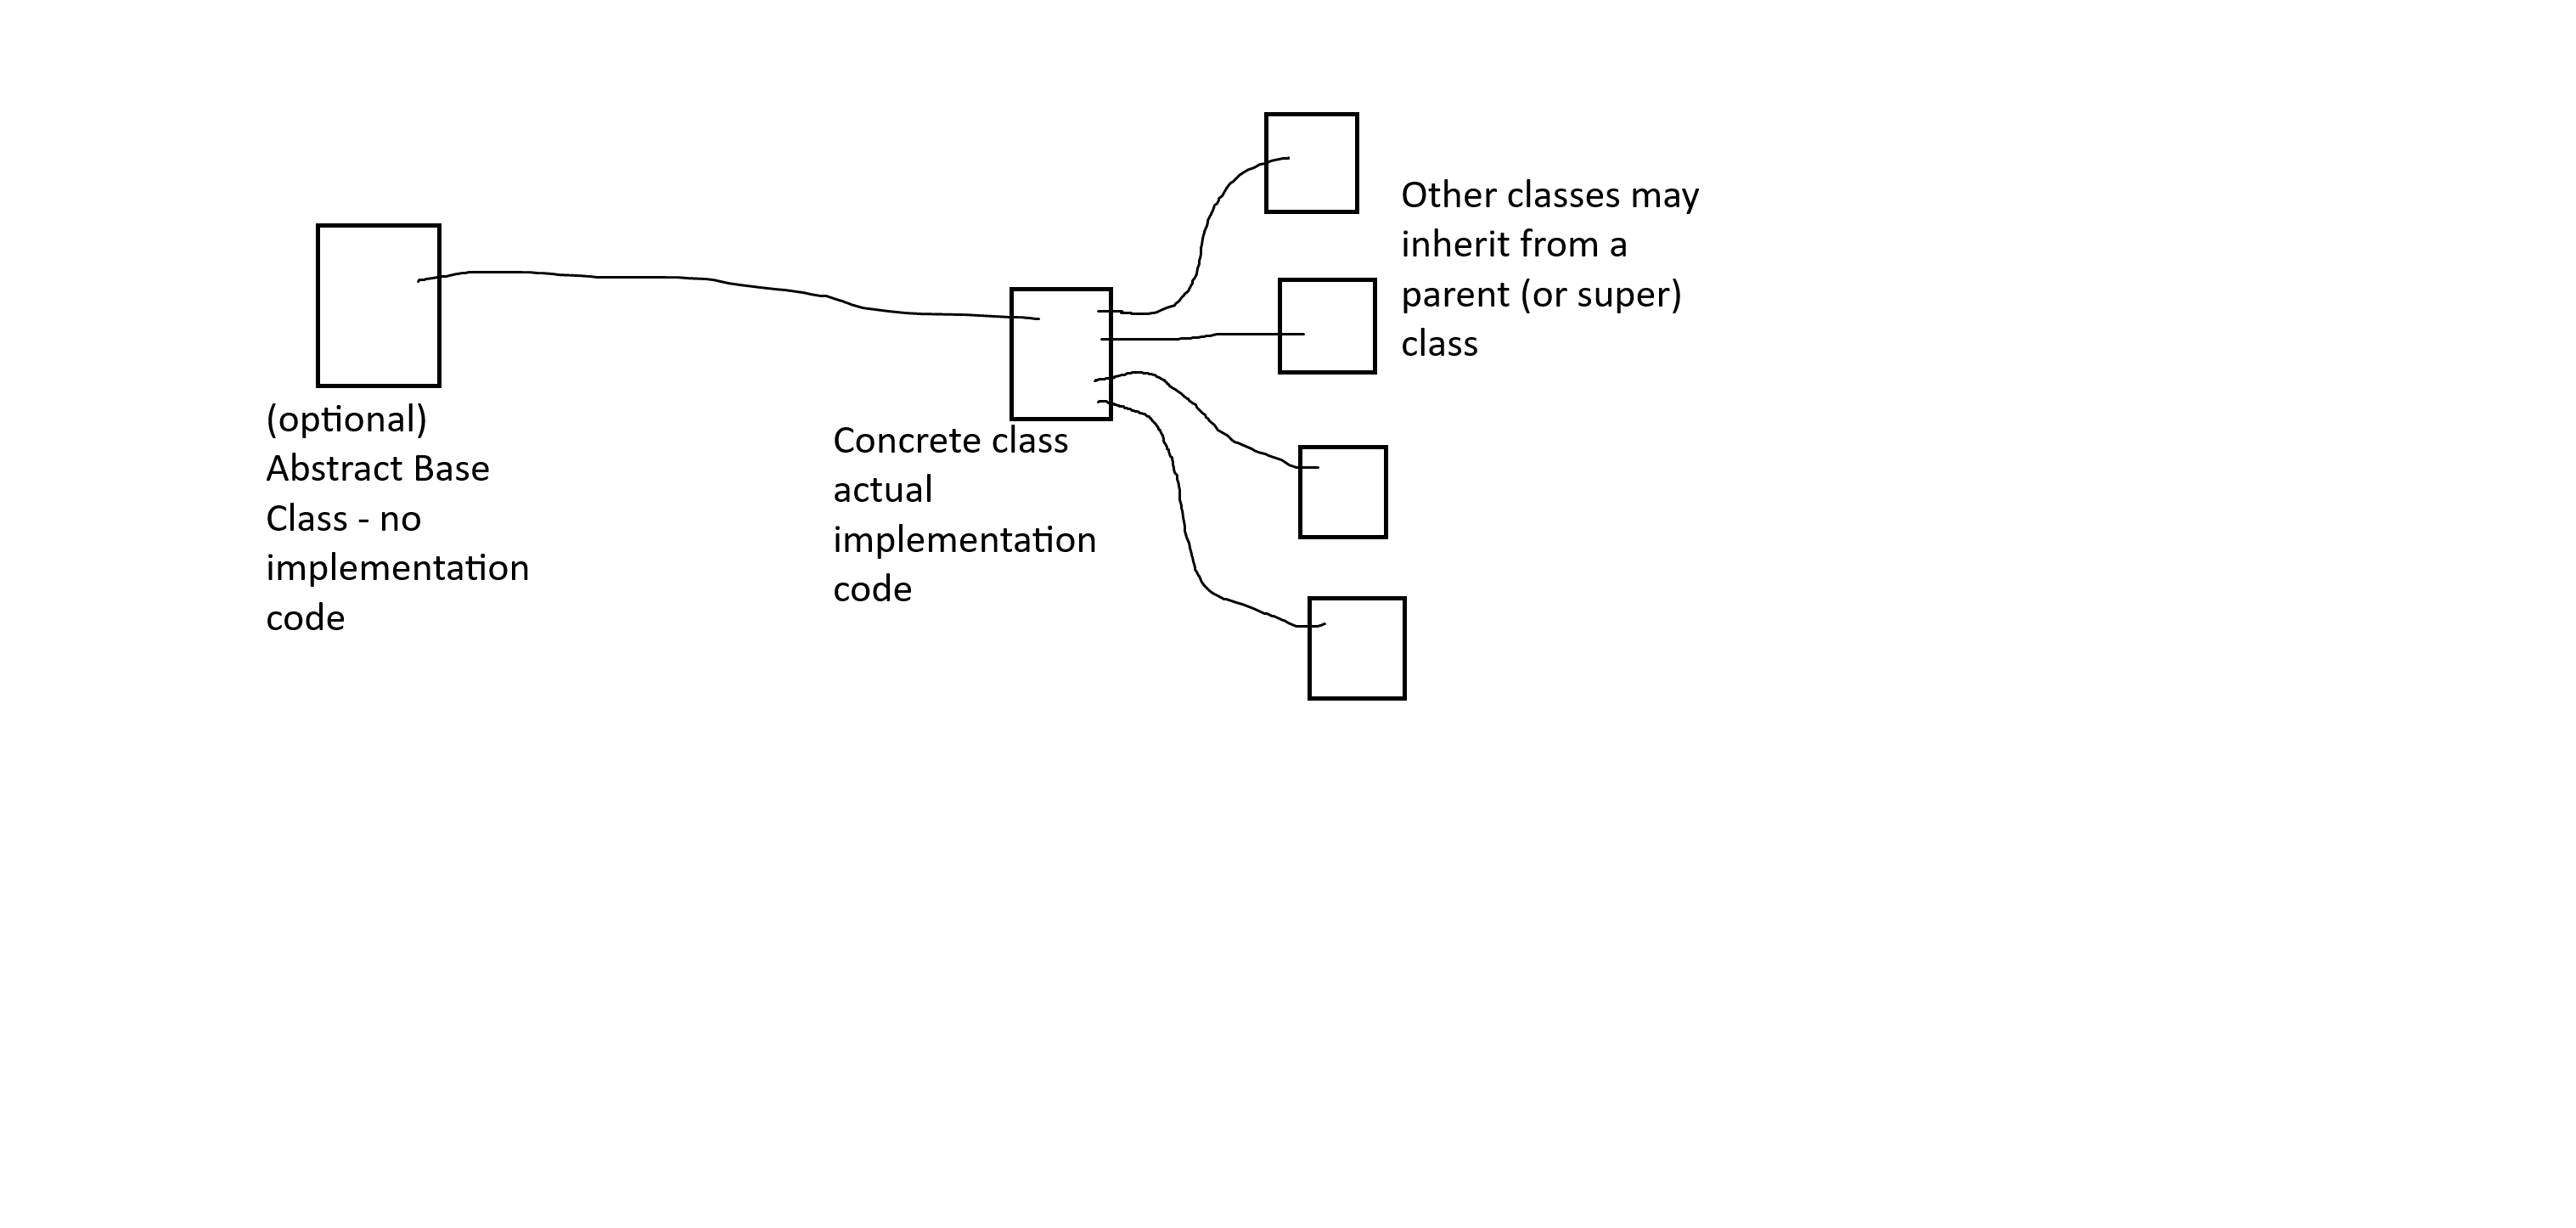 (optional)
Abstract Base
Class - no
implementation
code
Concrete class
actual
implementation
code
Other classes may
inherit from a
parent (or super)
class